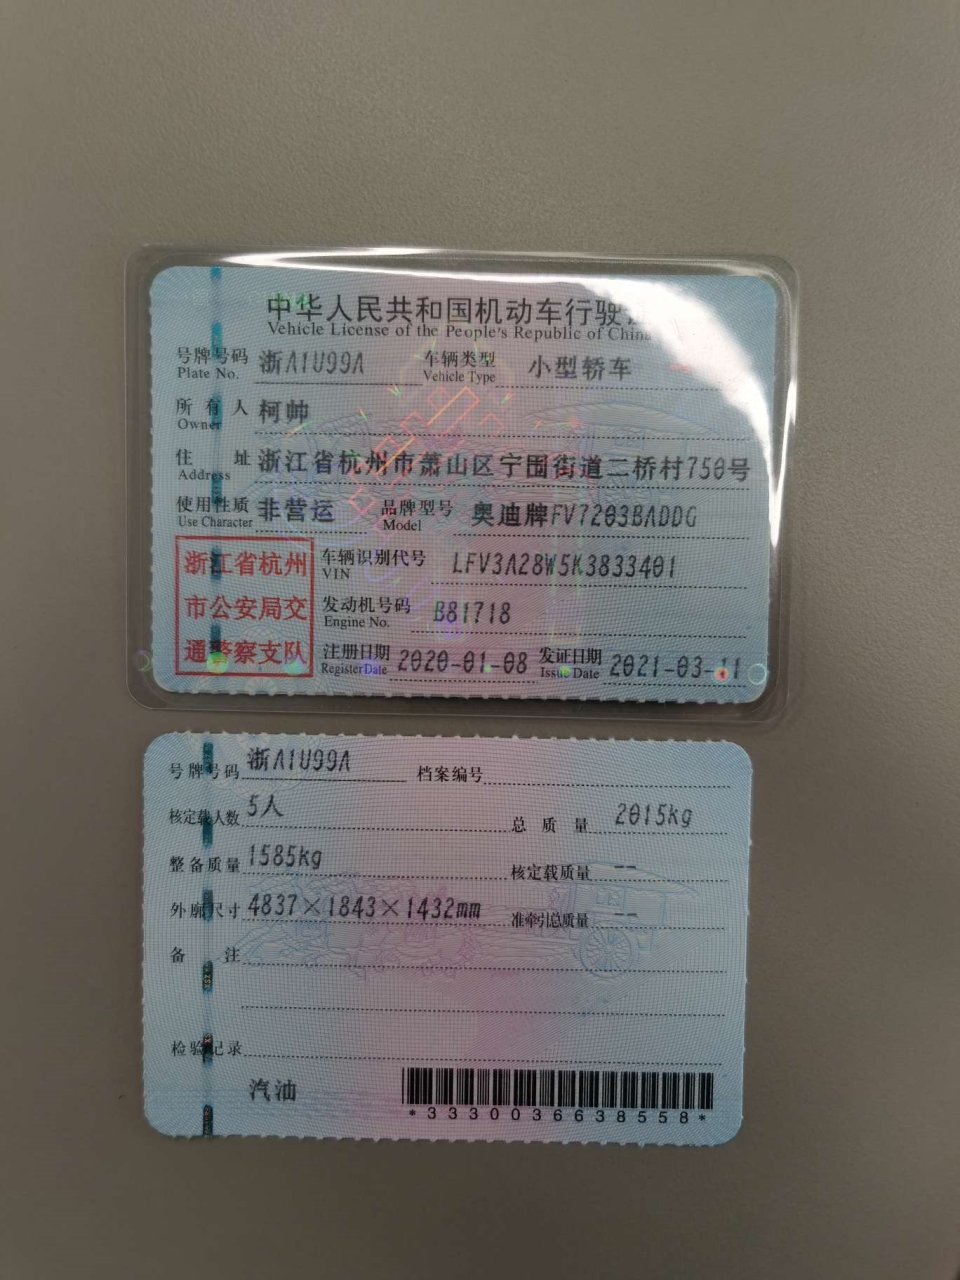 中华人民共和国机动车行驶
Vehicle License of the People's Republic of China
号牌号码 浙A1U99A 车辆类型 小型轿车
Plate No. Vehicle Type
所有人 柯帅
Owner
住址 浙江省杭州市萧山区宁围街道二桥村750号
Address
使用性质 非营运 品牌型号 奥迪牌FV7203BADDG
Use Character Model
浙江省杭州
市公安局交
通警察支队
车辆识别代号 LFV3A28W5K3833401
VIN
发动机号码 B81718
Engine No.
注册日期 2020-01-08 发证日期 2021-03-11
Register Date Issue Date
号牌号码 浙A1U99A 档案编号
核定载人数 5人 总质量 2015kg
整备质量 1585kg 核定载质量 --
外廓尺寸 4837×1843×1432mm 准牵引总质量 --
备注
检验记录
汽油
*3330036638558*